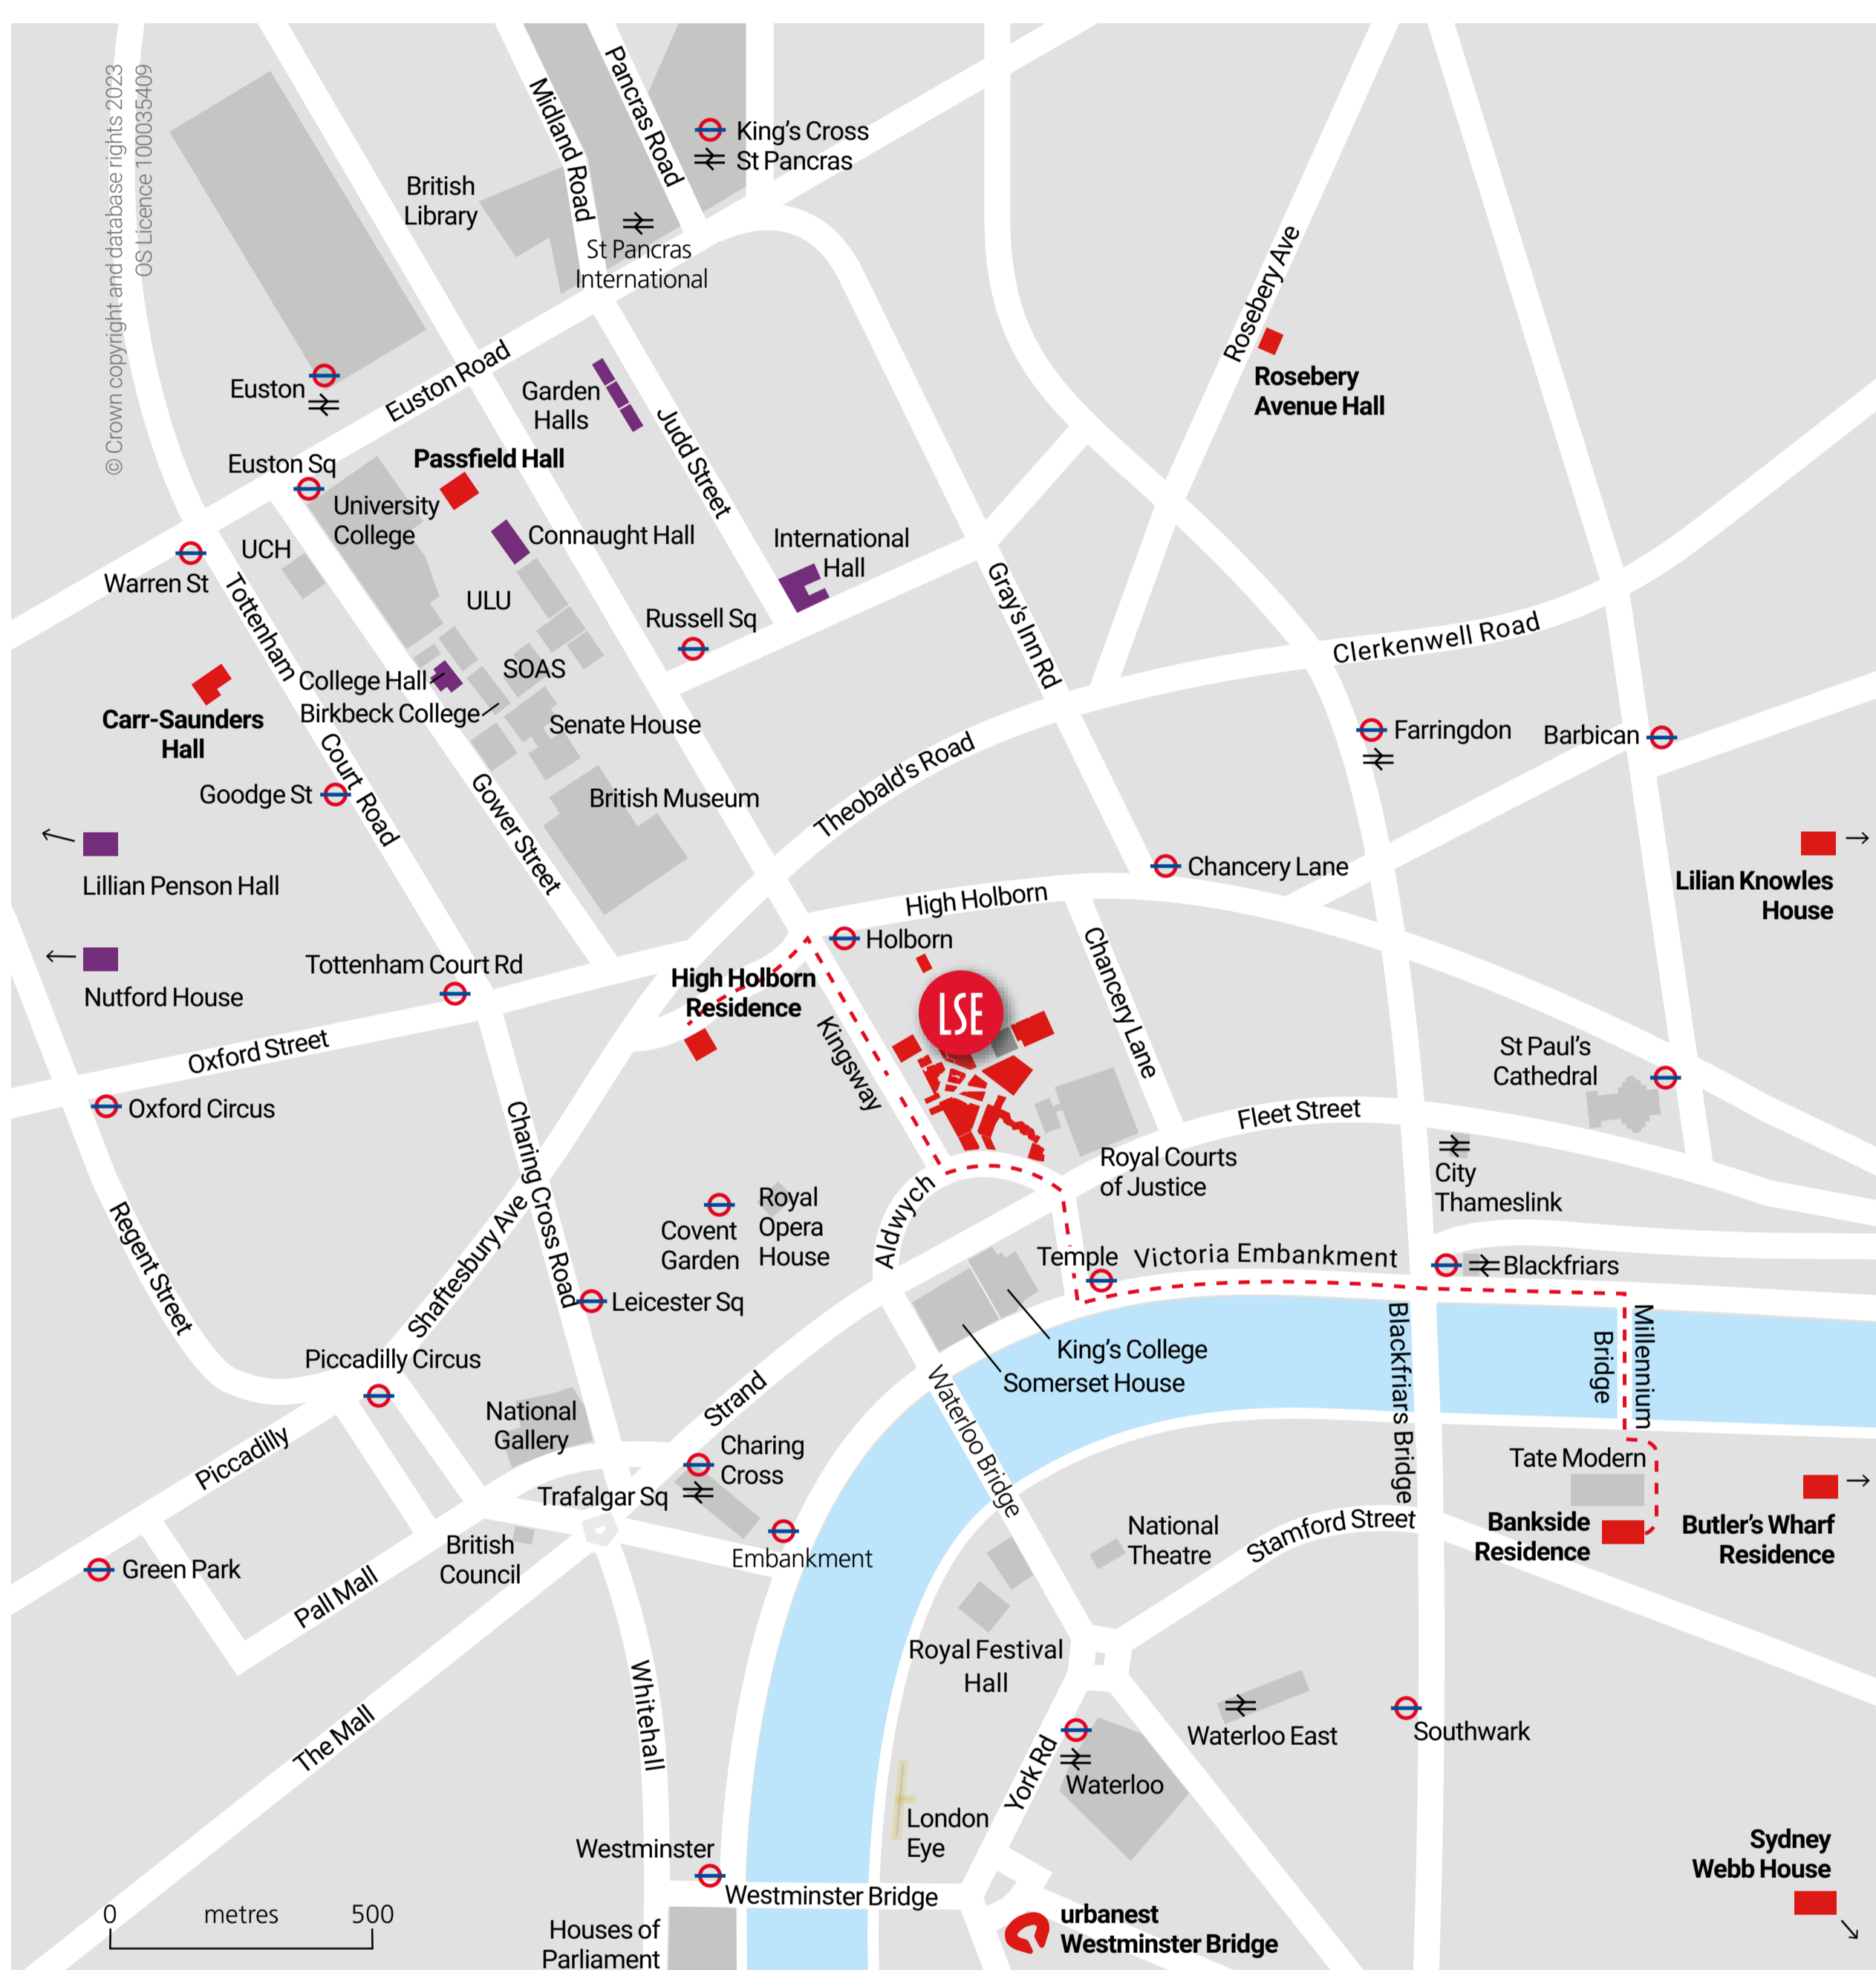 © Crown copyright and database rights 2023
OS Licence 100035409
Midland Road
Pancras Road
King's Cross
St Pancras
British
Library
St Pancras
International
Rosebery Ave
Rosebery
Avenue Hall
Euston
Euston Road
Garden
Halls
Judd Street
Euston Sq
Passfield Hall
University
College
Connaught Hall
International
Hall
UCH
Warren St
Tottenham
Court Road
ULU
Russell Sq
Gray's Inn Rd
Clerkenwell Road
College Hall
SOAS
Birkbeck College
Senate House
Carr-Saunders
Hall
Farringdon
Barbican
Goodge St
Gower Street
British Museum
Theobald's Road
Lillian Penson Hall
Chancery Lane
Lilian Knowles
House
High Holborn
Holborn
Nutford House
Tottenham Court Rd
High Holborn
Residence
LSE
Chancery Lane
Kingsway
Oxford Street
Oxford Circus
St Paul's
Cathedral
Charing Cross Road
Fleet Street
Royal Courts
of Justice
City
Thameslink
Regent Street
Shaftesbury Ave
Covent
Garden
Royal
Opera
House
Aldwych
Temple
Victoria Embankment
Blackfriars
Leicester Sq
King's College
Somerset House
Blackfriars Bridge
Millennium
Bridge
Piccadilly Circus
Waterloo Bridge
National
Gallery
Strand
Piccadilly
Charing
Cross
Trafalgar Sq
Tate Modern
Bankside
Residence
Butler's Wharf
Residence
Green Park
Pall Mall
British
Council
Embankment
National
Theatre
Stamford Street
Royal Festival
Hall
Whitehall
The Mall
Waterloo East
Southwark
York Rd
Waterloo
London
Eye
Westminster
Westminster Bridge
Sydney
Webb House
0 metres 500
Houses of
Parliament
urbanest
Westminster Bridge